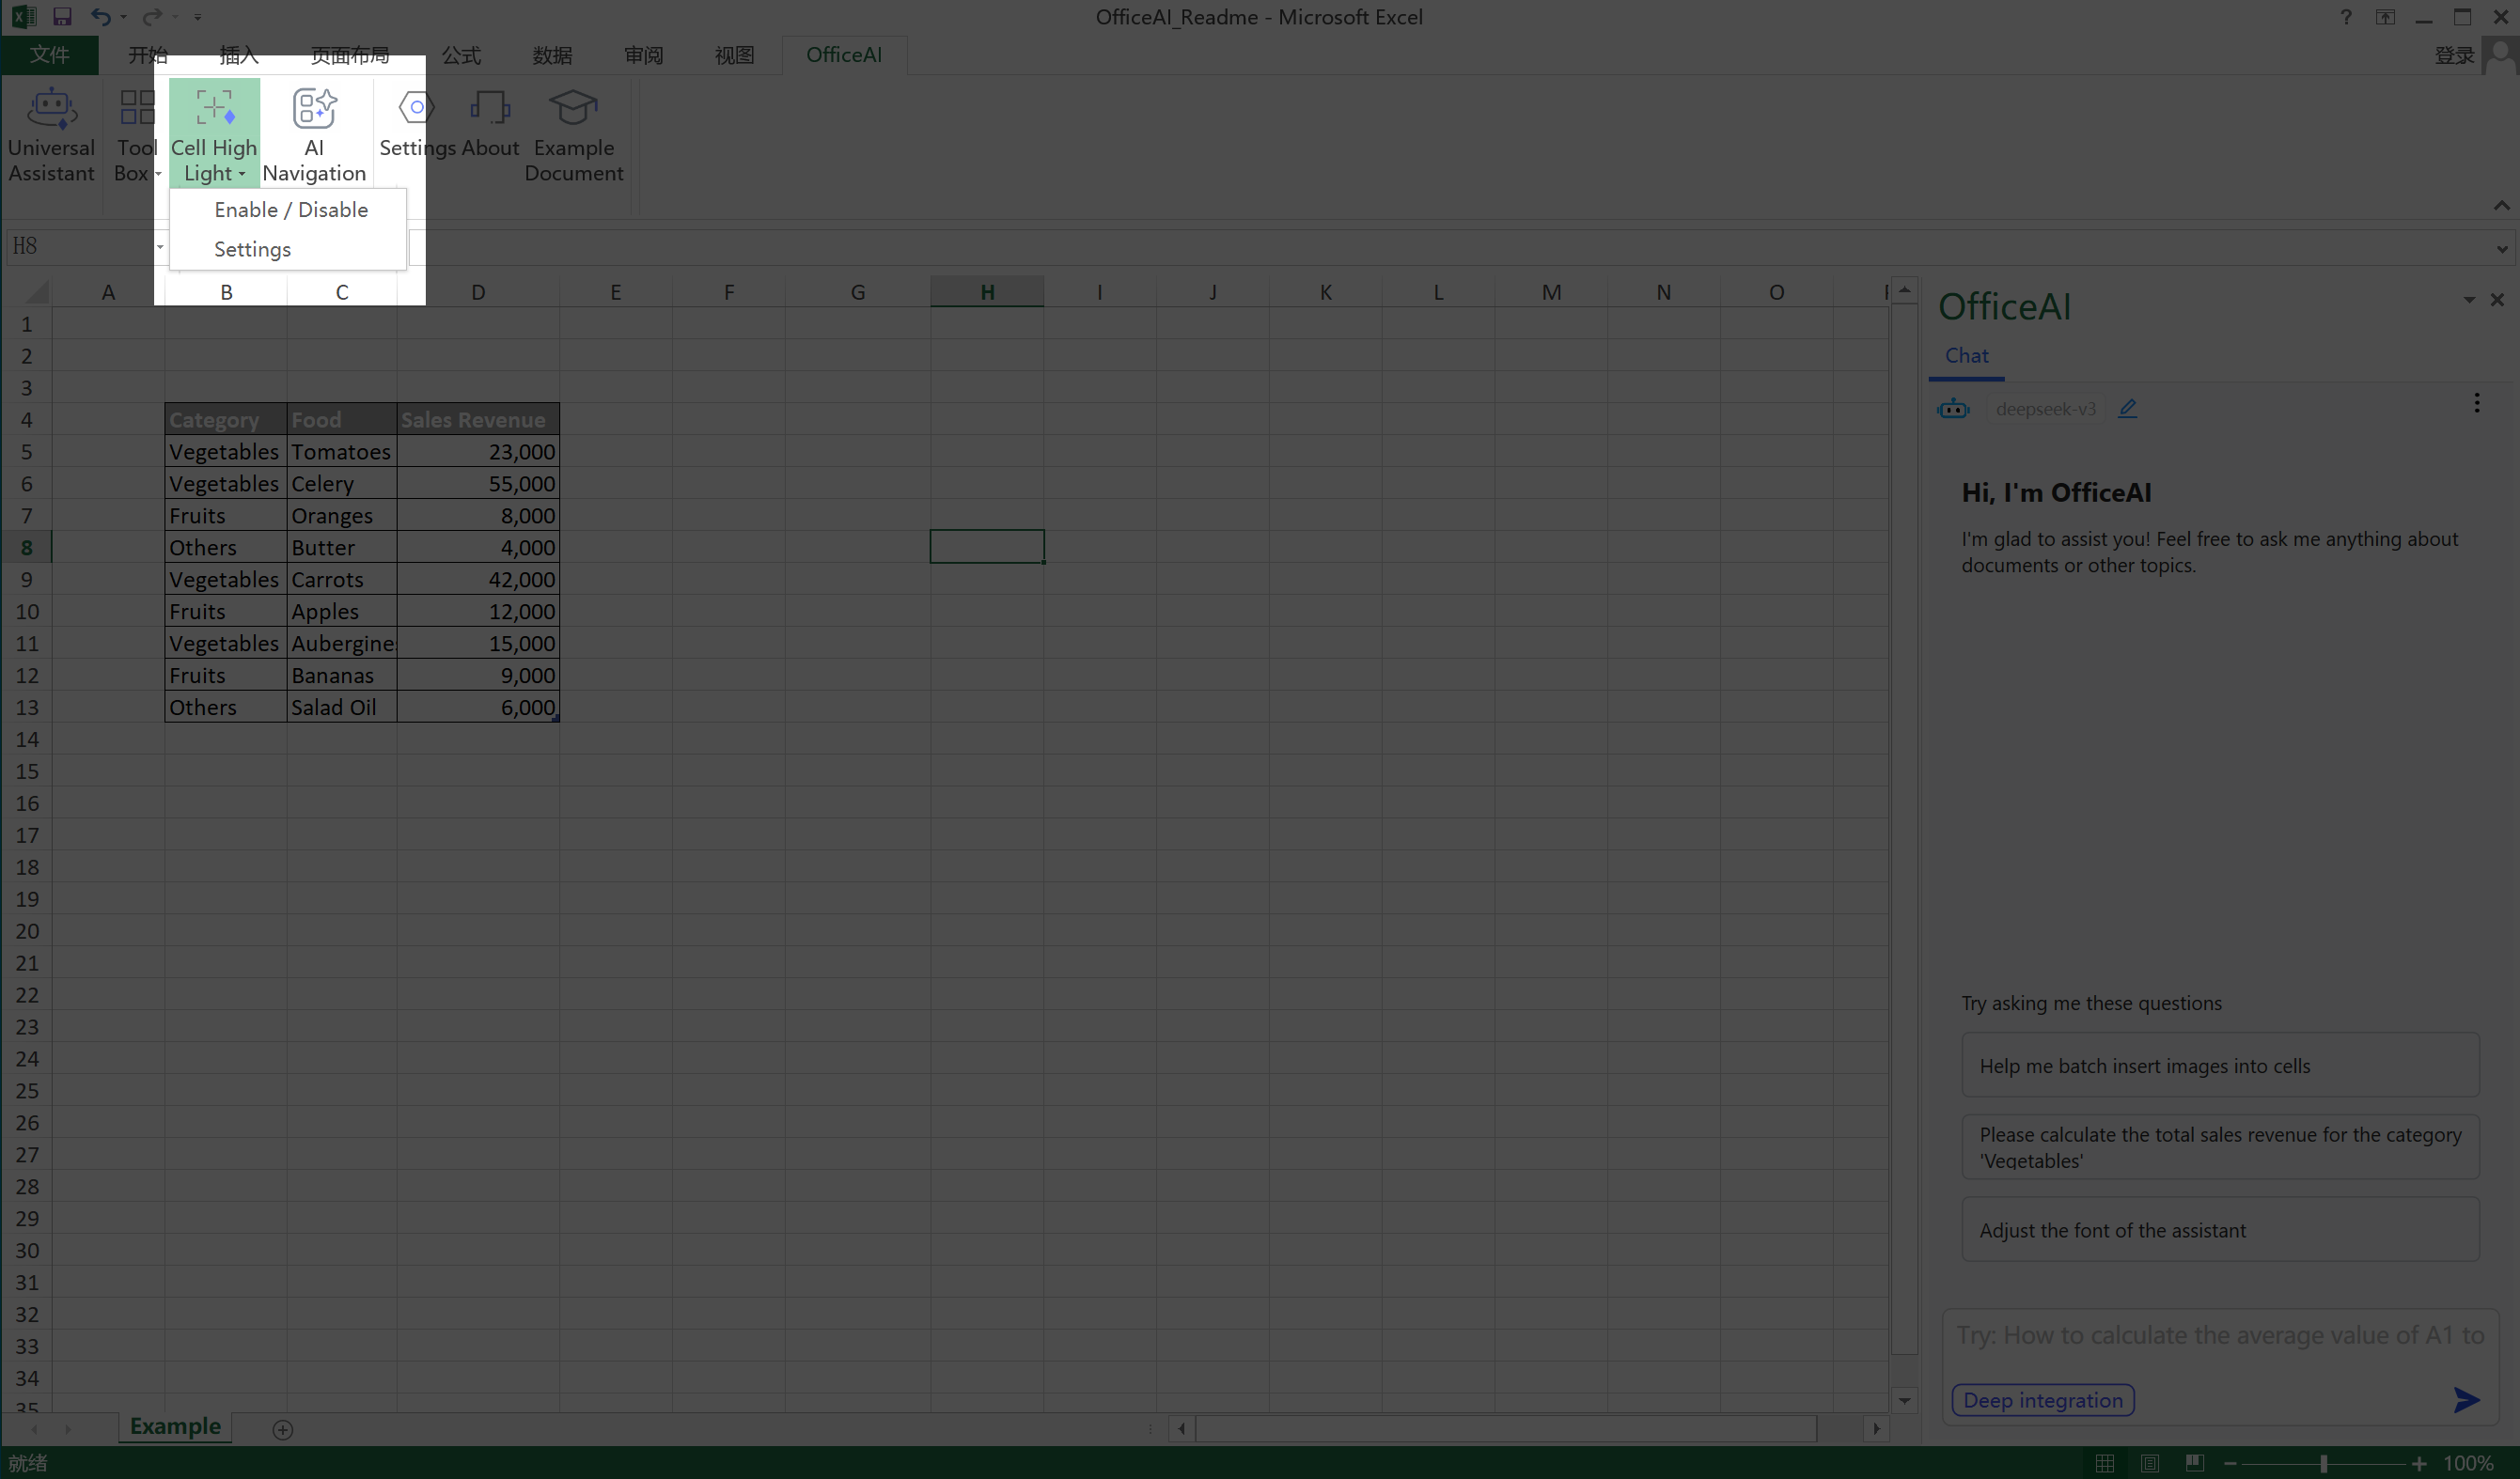 OfficeAI_Readme - Microsoft Excel
文件 开始 插入 页面布局 公式 数据 审阅 视图 OfficeAI 登录
Universal Assistant
Tool Box
Cell High Light
AI Navigation
Settings
About
Example Document
Enable / Disable
Settings
H8
A B C D E F G H I J K L M N O
1
2
3
4 Category Food Sales Revenue
5 Vegetables Tomatoes 23,000
6 Vegetables Celery 55,000
7 Fruits Oranges 8,000
8 Others Butter 4,000
9 Vegetables Carrots 42,000
10 Fruits Apples 12,000
11 Vegetables Aubergines 15,000
12 Fruits Bananas 9,000
13 Others Salad Oil 6,000
14
15
16
17
18
19
20
21
22
23
24
25
26
27
28
29
30
31
32
33
34
35
Example
就绪
100%
OfficeAI
Chat
deepseek-v3
Hi, I'm OfficeAI
I'm glad to assist you! Feel free to ask me anything about
documents or other topics.
Try asking me these questions
Help me batch insert images into cells
Please calculate the total sales revenue for the category
'Vegetables'
Adjust the font of the assistant
Try: How to calculate the average value of A1 to
Deep integration